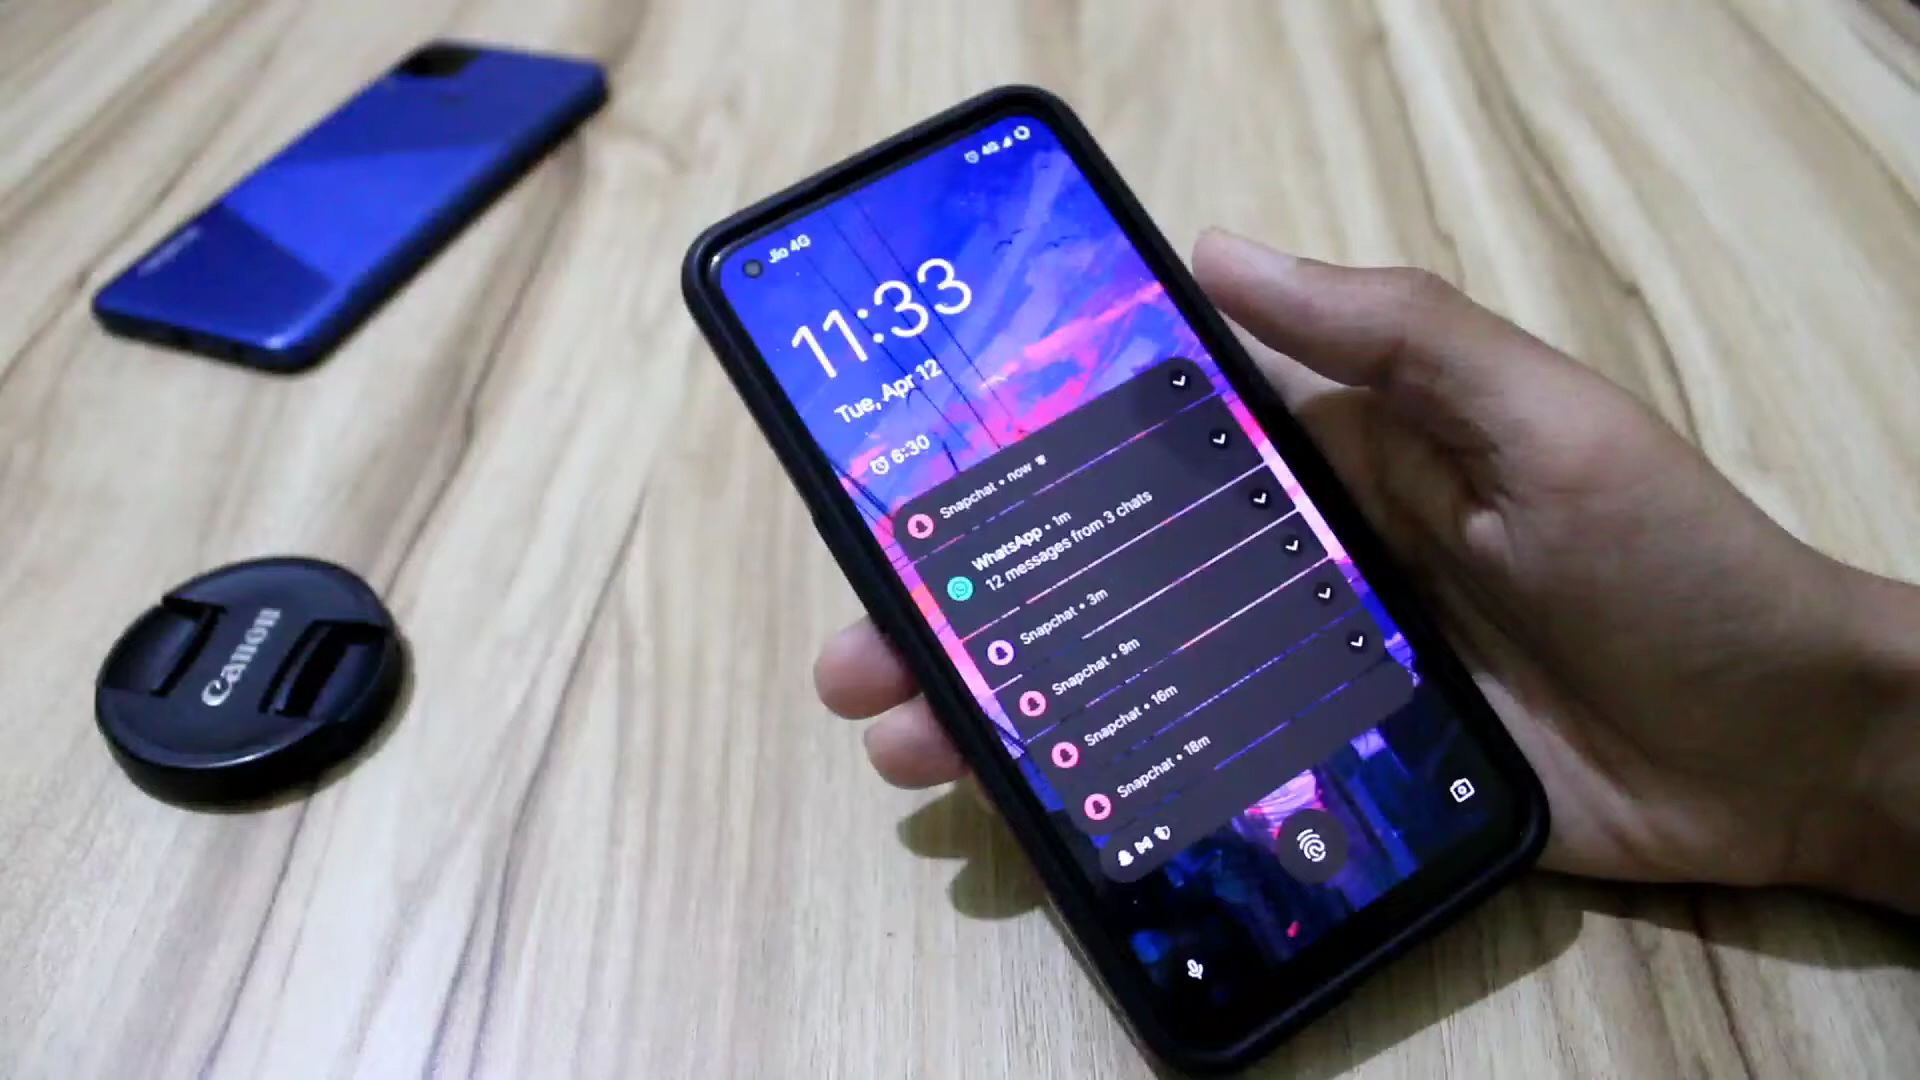 Jio 4G
4G
11:33
Tue, Apr 12
6:30
Snapchat • now
WhatsApp • 1m
12 messages from 3 chats
Snapchat • 3m
Snapchat • 9m
Snapchat • 16m
Snapchat • 18m
Canon